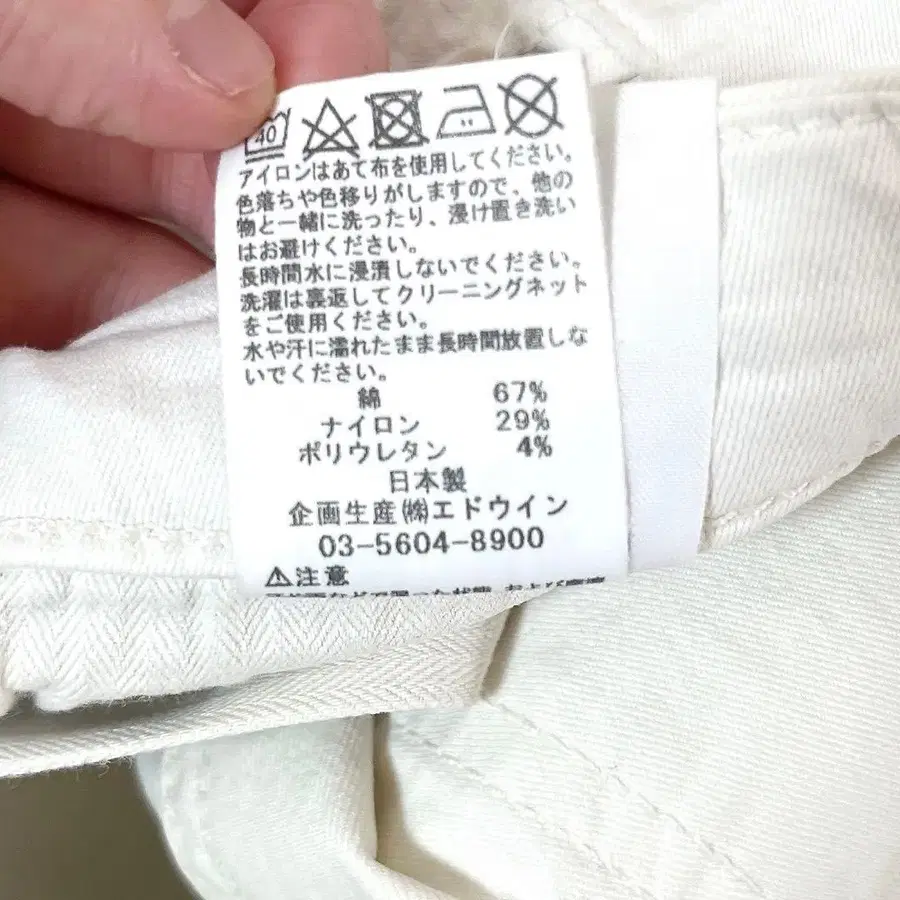 40
アイロンはあて布を使用してください。
色落ちや色移りがしますので、他の
物と一緒に洗ったり、浸け置き洗い
はお避けください。
長時間水に浸漬しないでください。
洗濯は裏返してクリーニングネット
をご使用ください。
水や汗に濡れたまま長時間放置しな
いでください。
綿 67%
ナイロン 29%
ポリウレタン 4%
日本製
企画生産㈱エドウイン
03-5604-8900
⚠注意